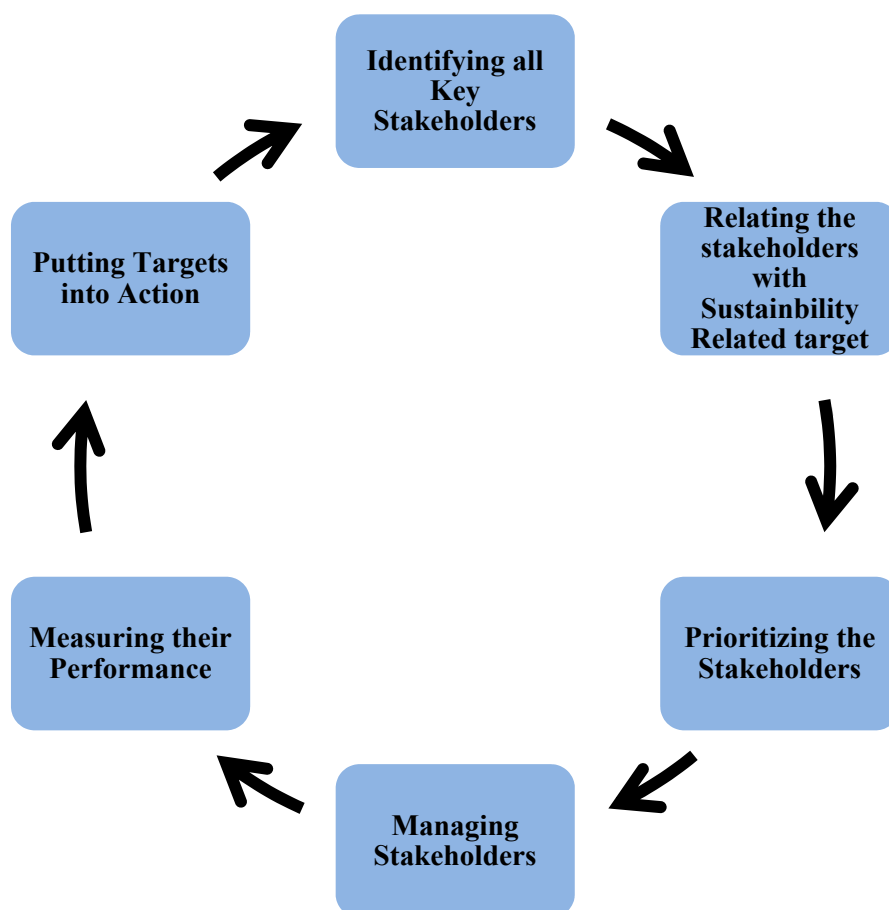 Identifying all
Key
Stakeholders
Relating the
stakeholders
with
Sustainbility
Related target
Prioritizing the
Stakeholders
Managing
Stakeholders
Measuring their
Performance
Putting Targets
into Action